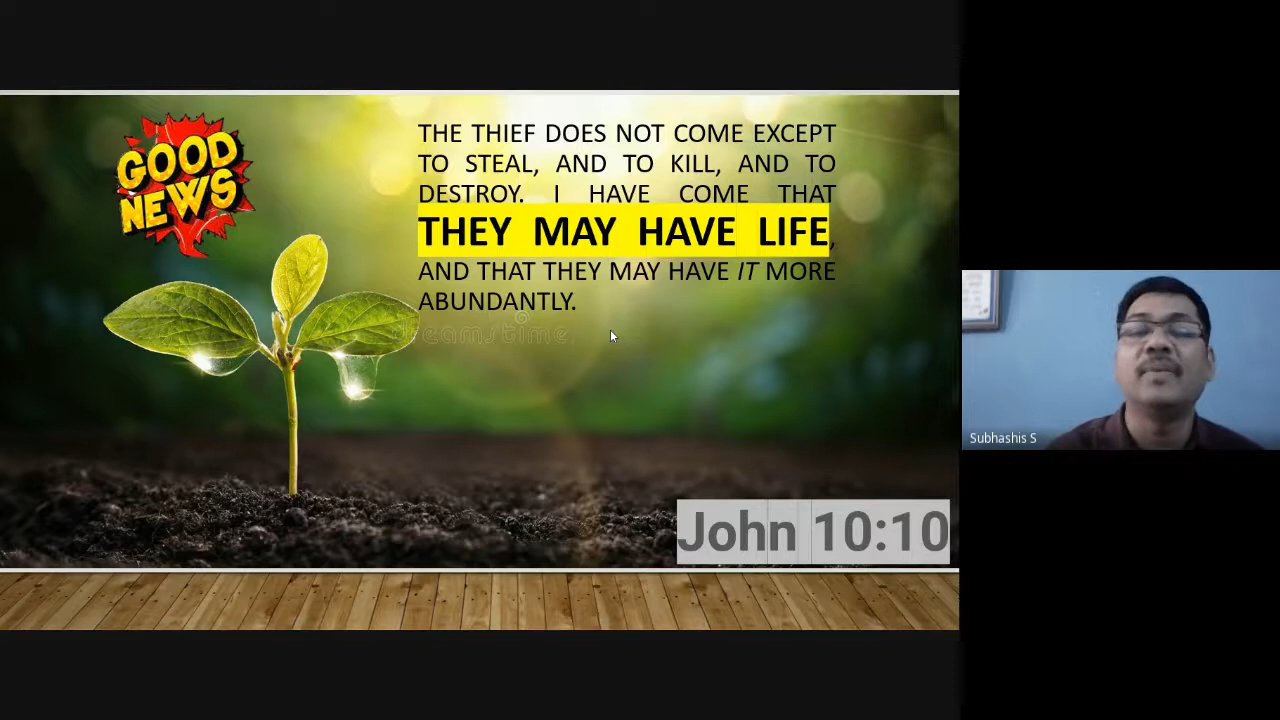 GOOD
NEWS
THE THIEF DOES NOT COME EXCEPT
TO STEAL, AND TO KILL, AND TO
DESTROY. I HAVE COME THAT
THEY MAY HAVE LIFE,
AND THAT THEY MAY HAVE IT MORE
ABUNDANTLY.
dreamstime
John 10:10
Subhashis S